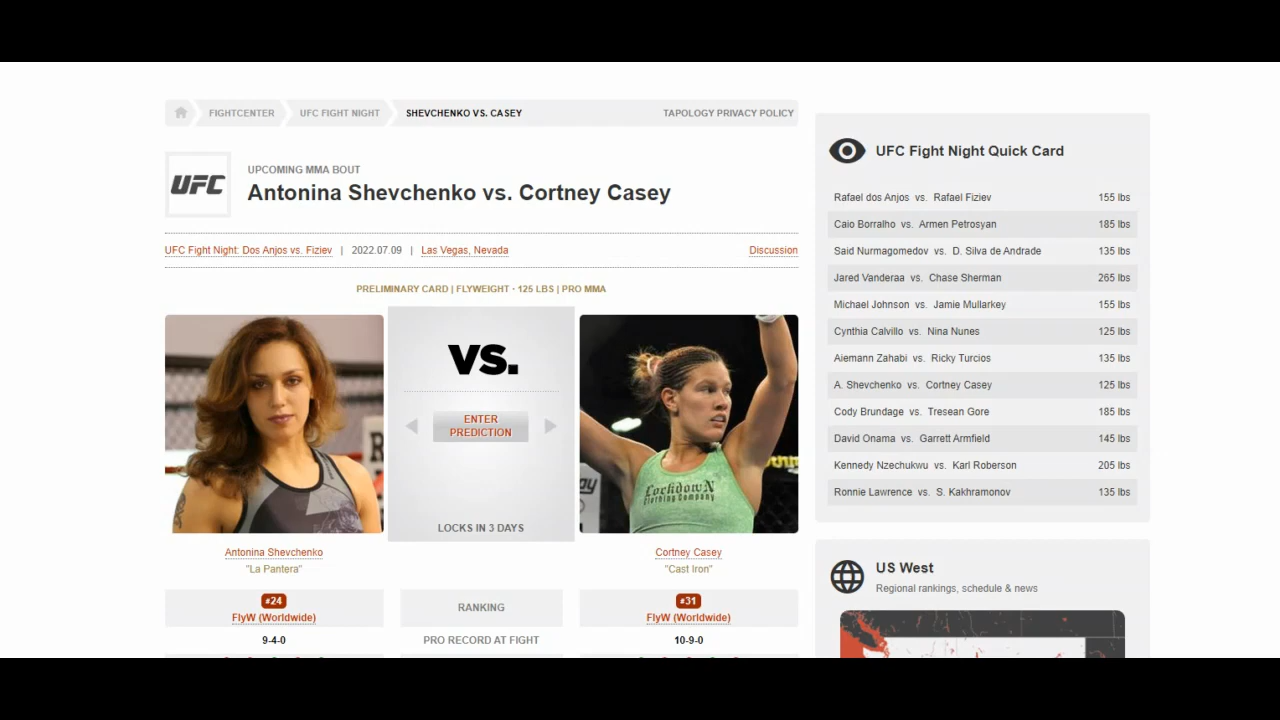 FIGHTCENTER
UFC FIGHT NIGHT
SHEVCHENKO VS. CASEY
TAPOLOGY PRIVACY POLICY
UFC
UPCOMING MMA BOUT
Antonina Shevchenko vs. Cortney Casey
UFC Fight Night: Dos Anjos vs. Fiziev | 2022.07.09 | Las Vegas, Nevada
Discussion
PRELIMINARY CARD | FLYWEIGHT · 125 LBS | PRO MMA
VS.
ENTER
PREDICTION
LOCKS IN 3 DAYS
Lockdown
Clothing Company
Antonina Shevchenko
"La Pantera"
Cortney Casey
"Cast Iron"
#24
FlyW (Worldwide)
RANKING
#31
FlyW (Worldwide)
9-4-0
PRO RECORD AT FIGHT
10-9-0
UFC Fight Night Quick Card
Rafael dos Anjos vs. Rafael Fiziev 155 lbs
Caio Borralho vs. Armen Petrosyan 185 lbs
Said Nurmagomedov vs. D. Silva de Andrade 135 lbs
Jared Vanderaa vs. Chase Sherman 265 lbs
Michael Johnson vs. Jamie Mullarkey 155 lbs
Cynthia Calvillo vs. Nina Nunes 125 lbs
Aiemann Zahabi vs. Ricky Turcios 135 lbs
A. Shevchenko vs. Cortney Casey 125 lbs
Cody Brundage vs. Tresean Gore 185 lbs
David Onama vs. Garrett Armfield 145 lbs
Kennedy Nzechukwu vs. Karl Roberson 205 lbs
Ronnie Lawrence vs. S. Kakhramonov 135 lbs
US West
Regional rankings, schedule & news